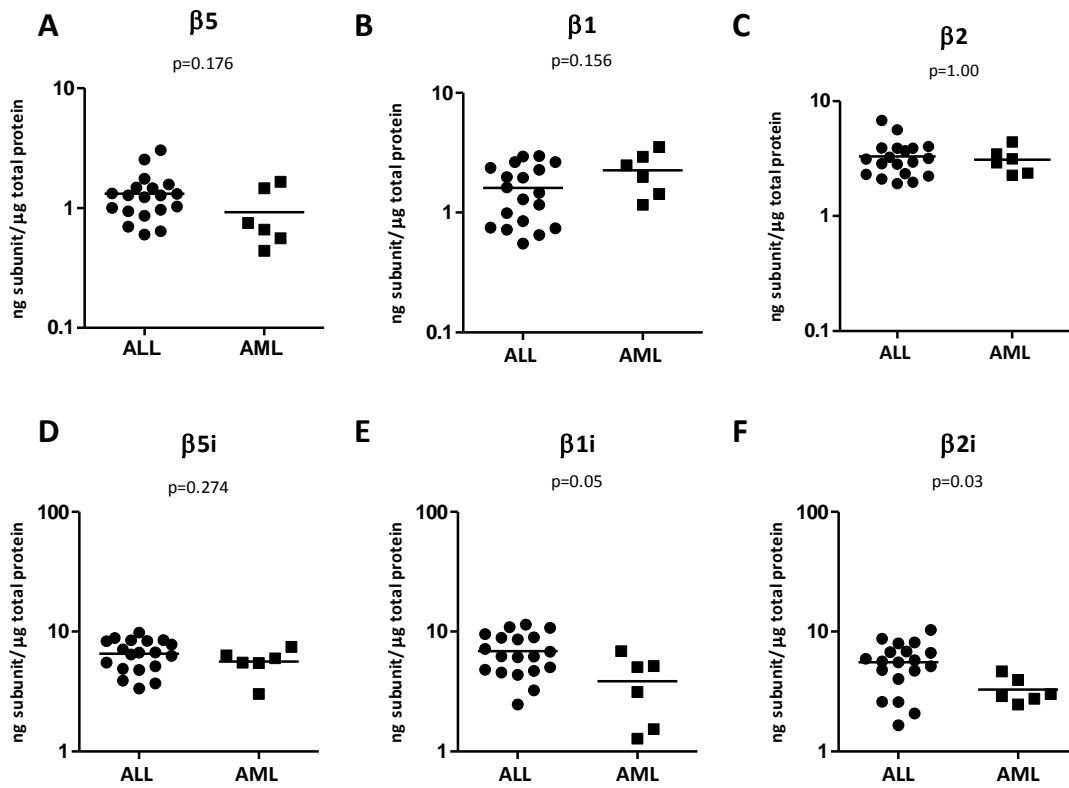 A
β5
p=0.176
ng subunit/ μg total protein
10
1
0.1
ALL
AML
B
β1
p=0.156
ng subunit/ μg total protein
10
1
0.1
ALL
AML
C
β2
p=1.00
ng subunit/ μg total protein
10
1
0.1
ALL
AML
D
β5i
p=0.274
ng subunit/ μg total protein
100
10
1
ALL
AML
E
β1i
p=0.05
ng subunit/ μg total protein
100
10
1
ALL
AML
F
β2i
p=0.03
ng subunit/ μg total protein
100
10
1
ALL
AML